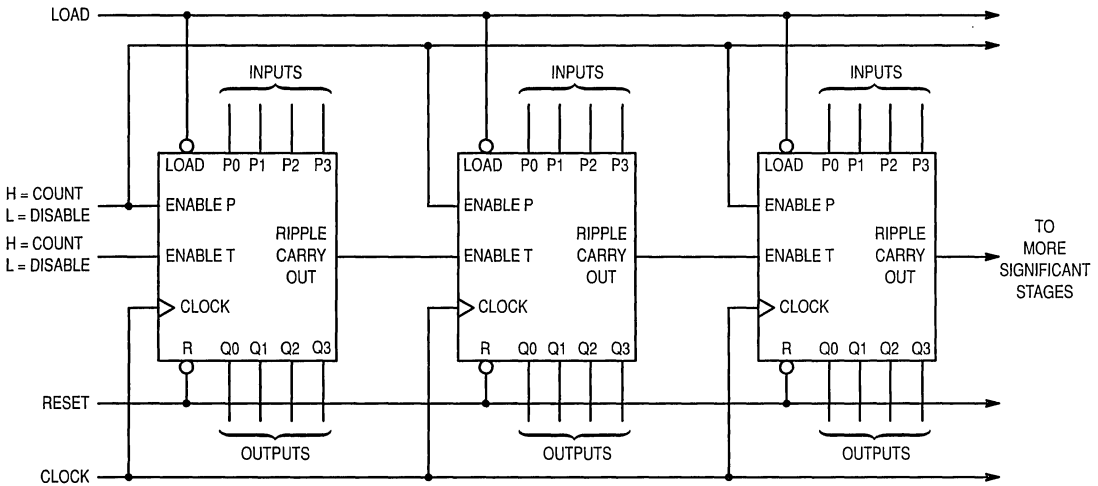 LOAD
INPUTS
INPUTS
INPUTS
LOAD P0 P1 P2 P3
LOAD P0 P1 P2 P3
LOAD P0 P1 P2 P3
H = COUNT
L = DISABLE
ENABLE P
ENABLE P
ENABLE P
H = COUNT
L = DISABLE
ENABLE T
RIPPLE
CARRY
OUT
ENABLE T
RIPPLE
CARRY
OUT
ENABLE T
RIPPLE
CARRY
OUT
TO
MORE
SIGNIFICANT
STAGES
CLOCK
CLOCK
CLOCK
R Q0 Q1 Q2 Q3
R Q0 Q1 Q2 Q3
R Q0 Q1 Q2 Q3
RESET
OUTPUTS
OUTPUTS
OUTPUTS
CLOCK